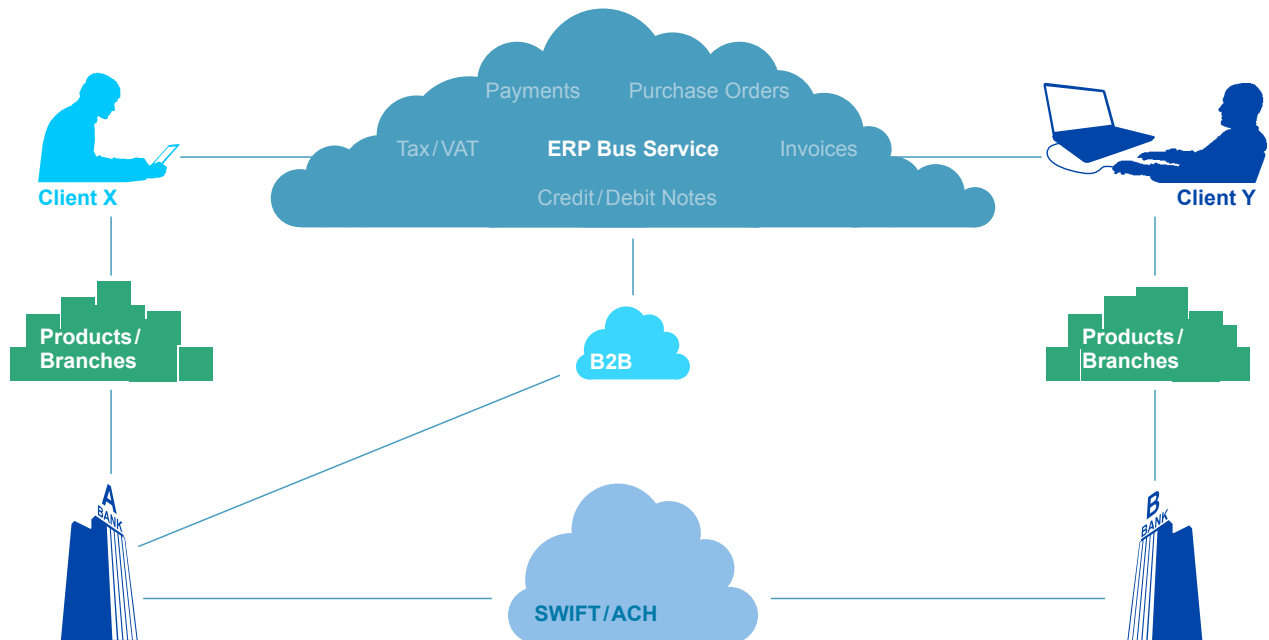 Payments
Purchase Orders
Tax/VAT
ERP Bus Service
Invoices
Credit/Debit Notes
Client X
Client Y
Products/
Branches
B2B
Products/
Branches
A
BANK
B
BANK
SWIFT/ACH